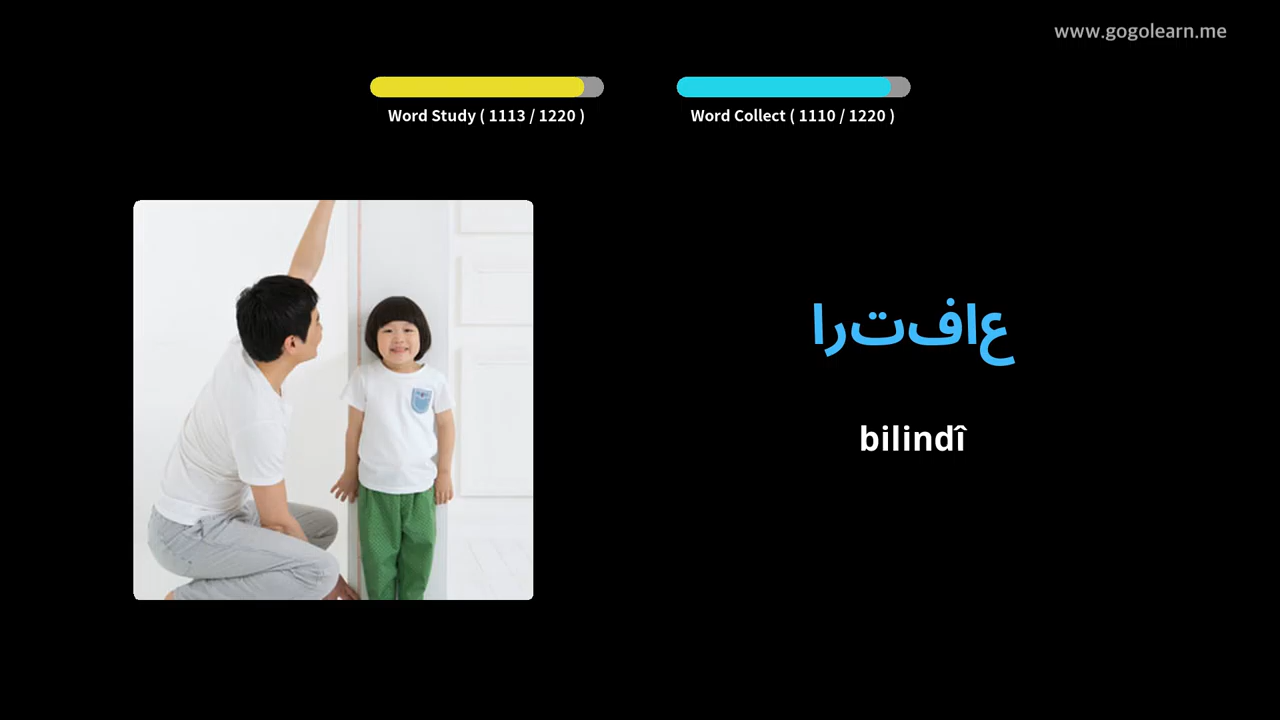 www.gogolearn.me
Word Study ( 1113 / 1220 )
Word Collect ( 1110 / 1220 )
ارتفاع
bilindî